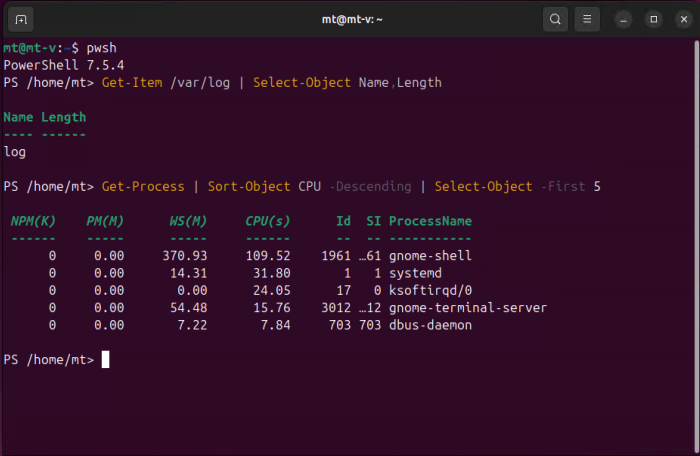 mt@mt-v: ~
mt@mt-v:~$ pwsh
PowerShell 7.5.4
PS /home/mt> Get-Item /var/log | Select-Object Name,Length
Name Length
---- ------
log
PS /home/mt> Get-Process | Sort-Object CPU -Descending | Select-Object -First 5
NPM(K) PM(M) WS(M) CPU(s) Id SI ProcessName
------ ----- ----- ------ -- -- -----------
0 0.00 370.93 109.52 1961 …61 gnome-shell
0 0.00 14.31 31.80 1 1 systemd
0 0.00 0.00 24.05 17 0 ksoftirqd/0
0 0.00 54.48 15.76 3012 …12 gnome-terminal-server
0 0.00 7.22 7.84 703 703 dbus-daemon
PS /home/mt>